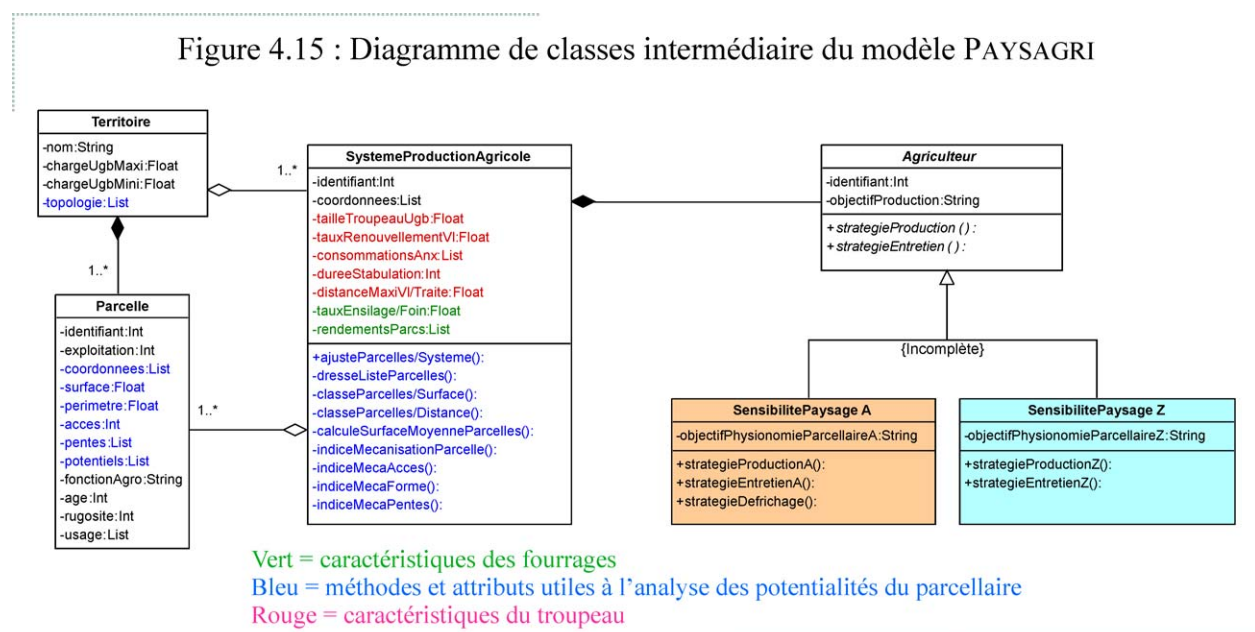 Figure 4.15 : Diagramme de classes intermédiaire du modèle PAYSAGRI
Territoire
-nom:String
-chargeUgbMaxi:Float
-chargeUgbMini:Float
-topologie:List
1..*
1..*
Parcelle
-identifiant:Int
-exploitation:Int
-coordonees:List
-surface:Float
-perimetre:Float
-acces:Int
-pentes:List
-potentiels:List
-fonctionAgro:String
-age:Int
-rugosite:Int
-usage:List
1..*
SystemeProductionAgricole
-identifiant:Int
-coordonnees:List
-tailleTroupeauUgb:Float
-tauxRenouvellementVl:Float
-consommationsAnx:List
-dureeStabulation:Int
-distanceMaxiVl/Traite:Float
-tauxEnsilage/Foin:Float
-rendementsParcs:List
+ajusteParcelles/Systeme():
-dresseListeParcelles():
-classeParcelles/Surface():
-classeParcelles/Distance():
-calculeSurfaceMoyenneParcelles():
-indiceMecanisationParcelle():
-indiceMecaAcces():
-indiceMecaForme():
-indiceMecaPentes():
Agriculteur
-identifiant:Int
-objectifProduction:String
+strategieProduction ( ) :
+strategieEntretien ( ) :
{Incomplète}
SensibilitePaysage A
-objectifPhysionomieParcellaireA:String
+strategieProductionA():
+strategieEntretienA():
+strategieDefrichage():
SensibilitePaysage Z
-objectifPhysionomieParcellaireZ:String
+strategieProductionZ():
+strategieEntretienZ():
Vert = caractéristiques des fourrages
Bleu = méthodes et attributs utiles à l'analyse des potentialités du parcellaire
Rouge = caractéristiques du troupeau